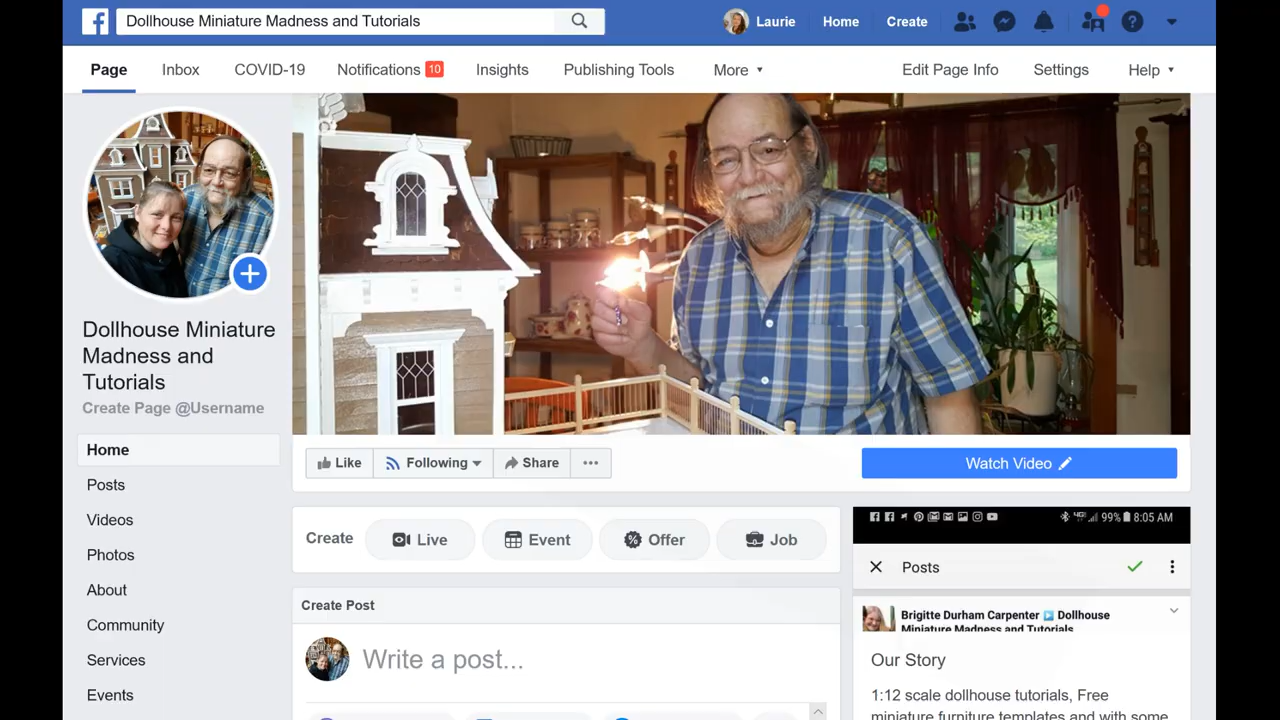 Dollhouse Miniature Madness and Tutorials
Laurie Home Create
Page Inbox COVID-19 Notifications 10 Insights Publishing Tools More Edit Page Info Settings Help
Dollhouse Miniature
Madness and
Tutorials
Create Page @Username
Home
Posts
Videos
Photos
About
Community
Services
Events
Like Following Share
Watch Video
Create Live Event Offer Job
Create Post
Write a post...
4G 99% 8:05 AM
Posts
Brigitte Durham Carpenter Dollhouse
Miniature Madness and Tutorials
Our Story
1:12 scale dollhouse tutorials, Free
miniature furniture templates and with some